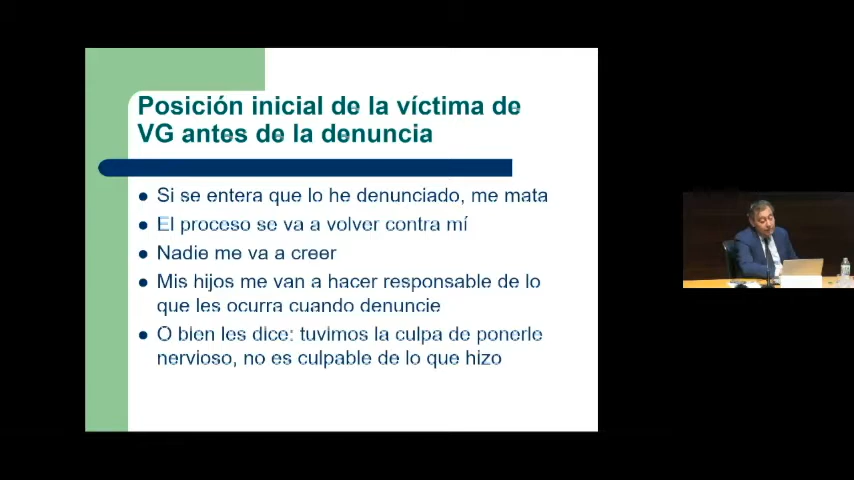 Posición inicial de la víctima de
VG antes de la denuncia
Si se entera que lo he denunciado, me mata
El proceso se va a volver contra mí
Nadie me va a creer
Mis hijos me van a hacer responsable de lo
que les ocurra cuando denuncie
O bien les dice: tuvimos la culpa de ponerle
nervioso, no es culpable de lo que hizo